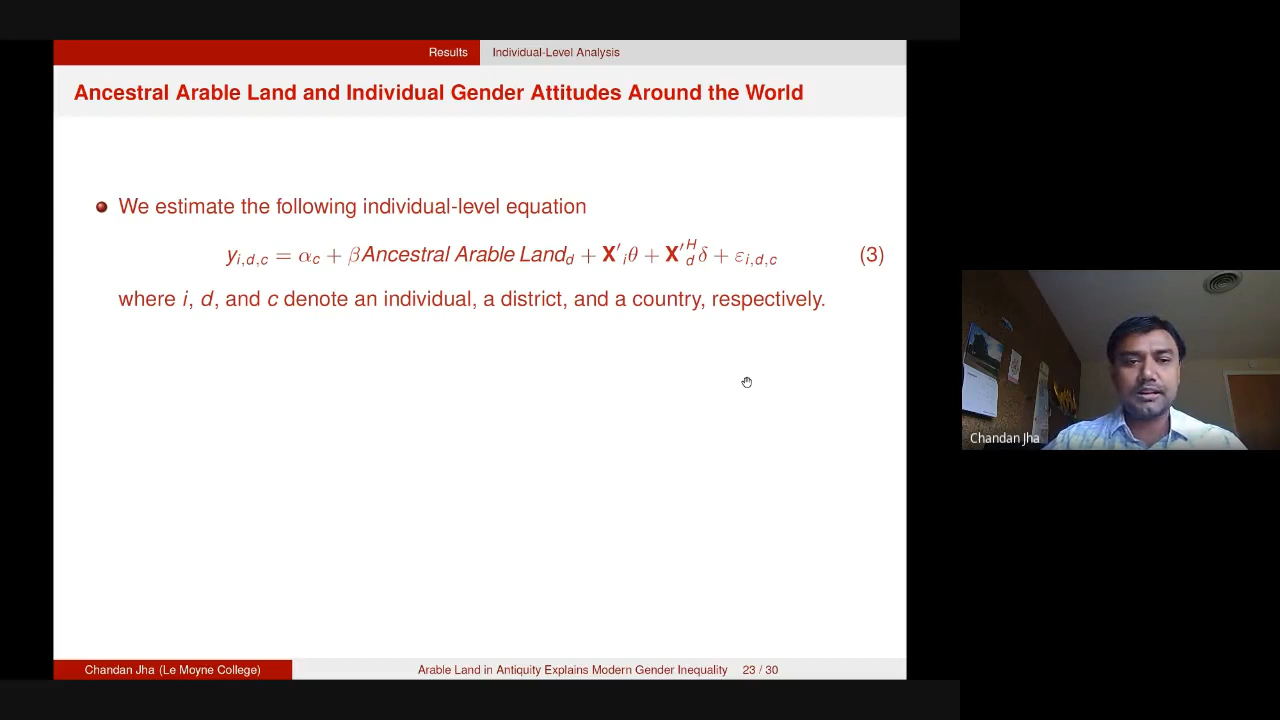 Results
Individual-Level Analysis
Ancestral Arable Land and Individual Gender Attitudes Around the World
We estimate the following individual-level equation
y_{i,d,c} = α_c + βAncestral Arable Land_d + X′_iθ + X′^H_dδ + ε_{i,d,c} (3)
where i, d, and c denote an individual, a district, and a country, respectively.
Chandan Jha
Chandan Jha (Le Moyne College)
Arable Land in Antiquity Explains Modern Gender Inequality
23 / 30